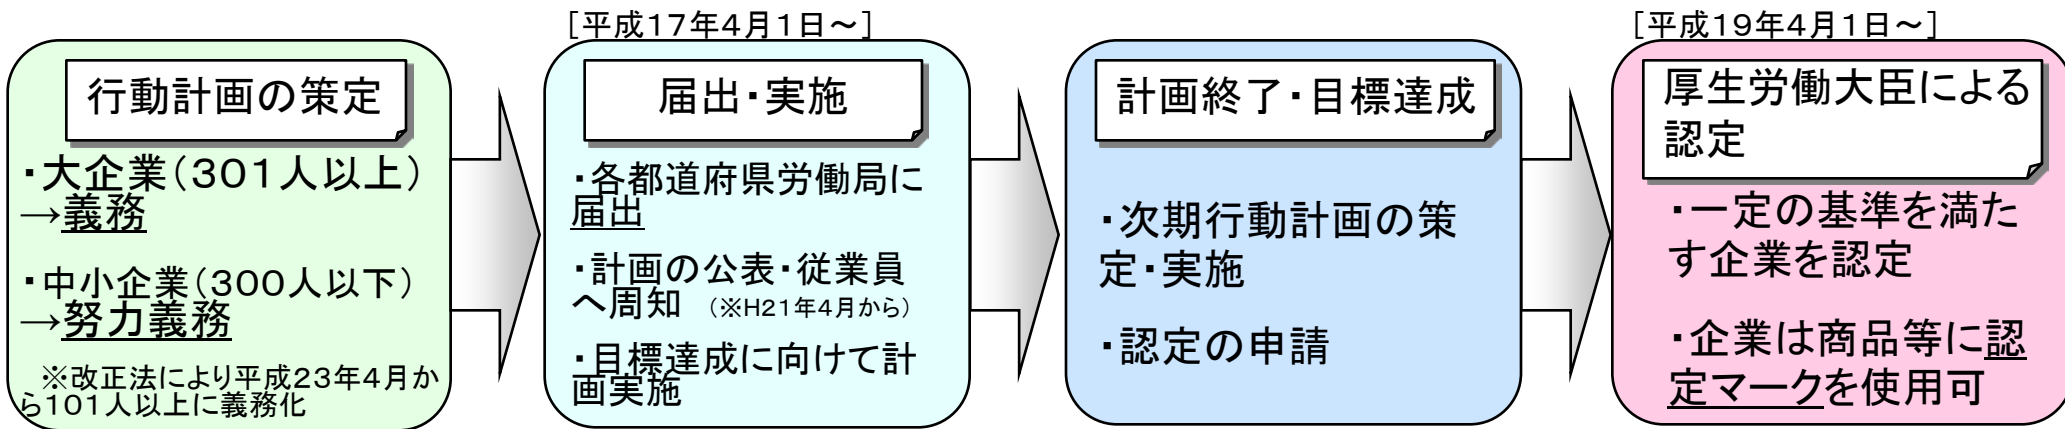 行動計画の策定
・大企業（３０１人以上）
→義務
・中小企業（３００人以下）
→努力義務
※改正法により平成２３年４月か
ら１０１人以上に義務化
［平成１７年４月１日～］
届出・実施
・各都道府県労働局に
届出
・計画の公表・従業員
へ周知 （※H21年4月から）
・目標達成に向けて計
画実施
計画終了・目標達成
・次期行動計画の策
定・実施
・認定の申請
［平成１９年４月１日～］
厚生労働大臣による
認定
・一定の基準を満た
す企業を認定
・企業は商品等に認
定マークを使用可